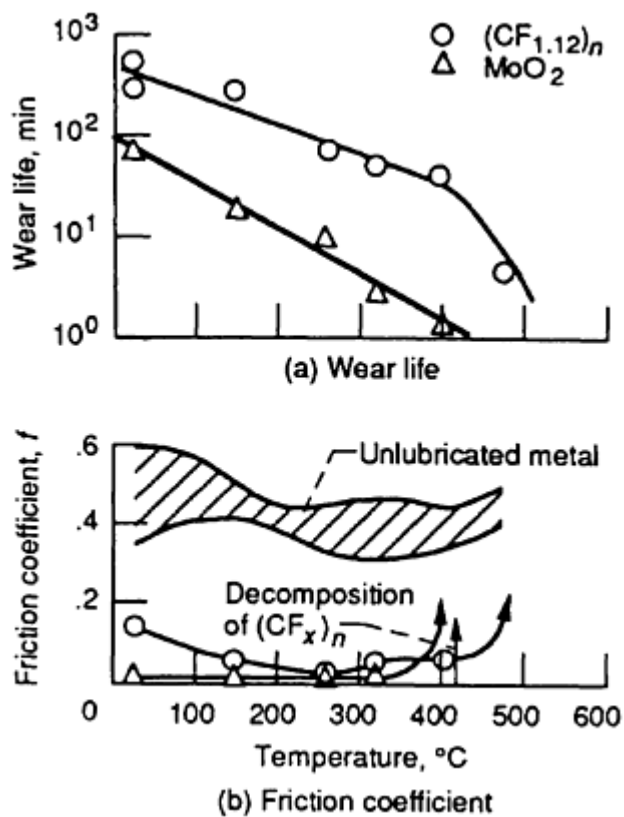 10³
(CF₁.₁₂)ₙ
MoO₂
10²
10¹
10⁰
Wear life, min
(a) Wear life
.6
Unlubricated metal
.4
.2
Decomposition
of (CFₓ)ₙ
Friction coefficient, f
0 100 200 300 400 500 600
Temperature, °C
(b) Friction coefficient